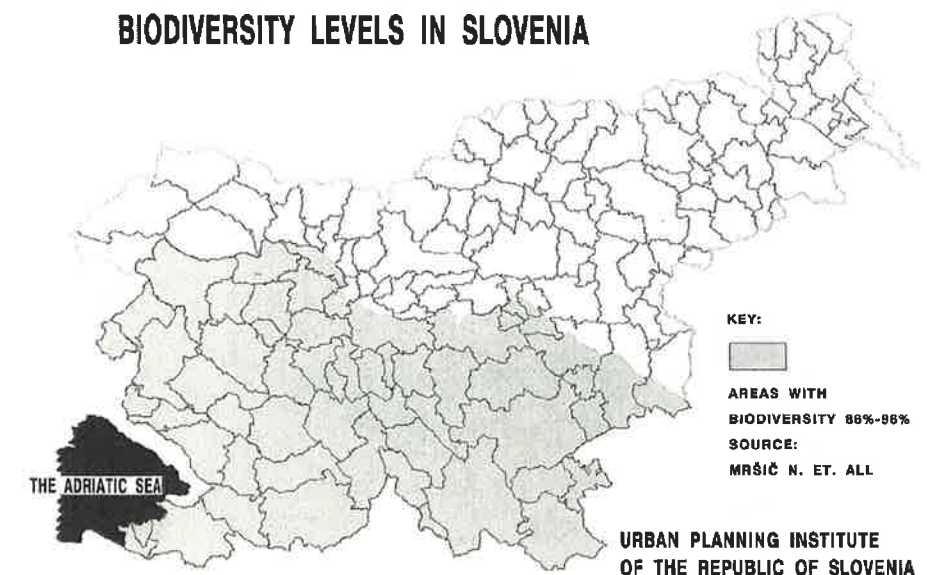 BIODIVERSITY LEVELS IN SLOVENIA
KEY:
AREAS WITH
BIODIVERSITY 86%-96%
SOURCE:
MRŠIČ N. ET. ALL
THE ADRIATIC SEA
URBAN PLANNING INSTITUTE
OF THE REPUBLIC OF SLOVENIA